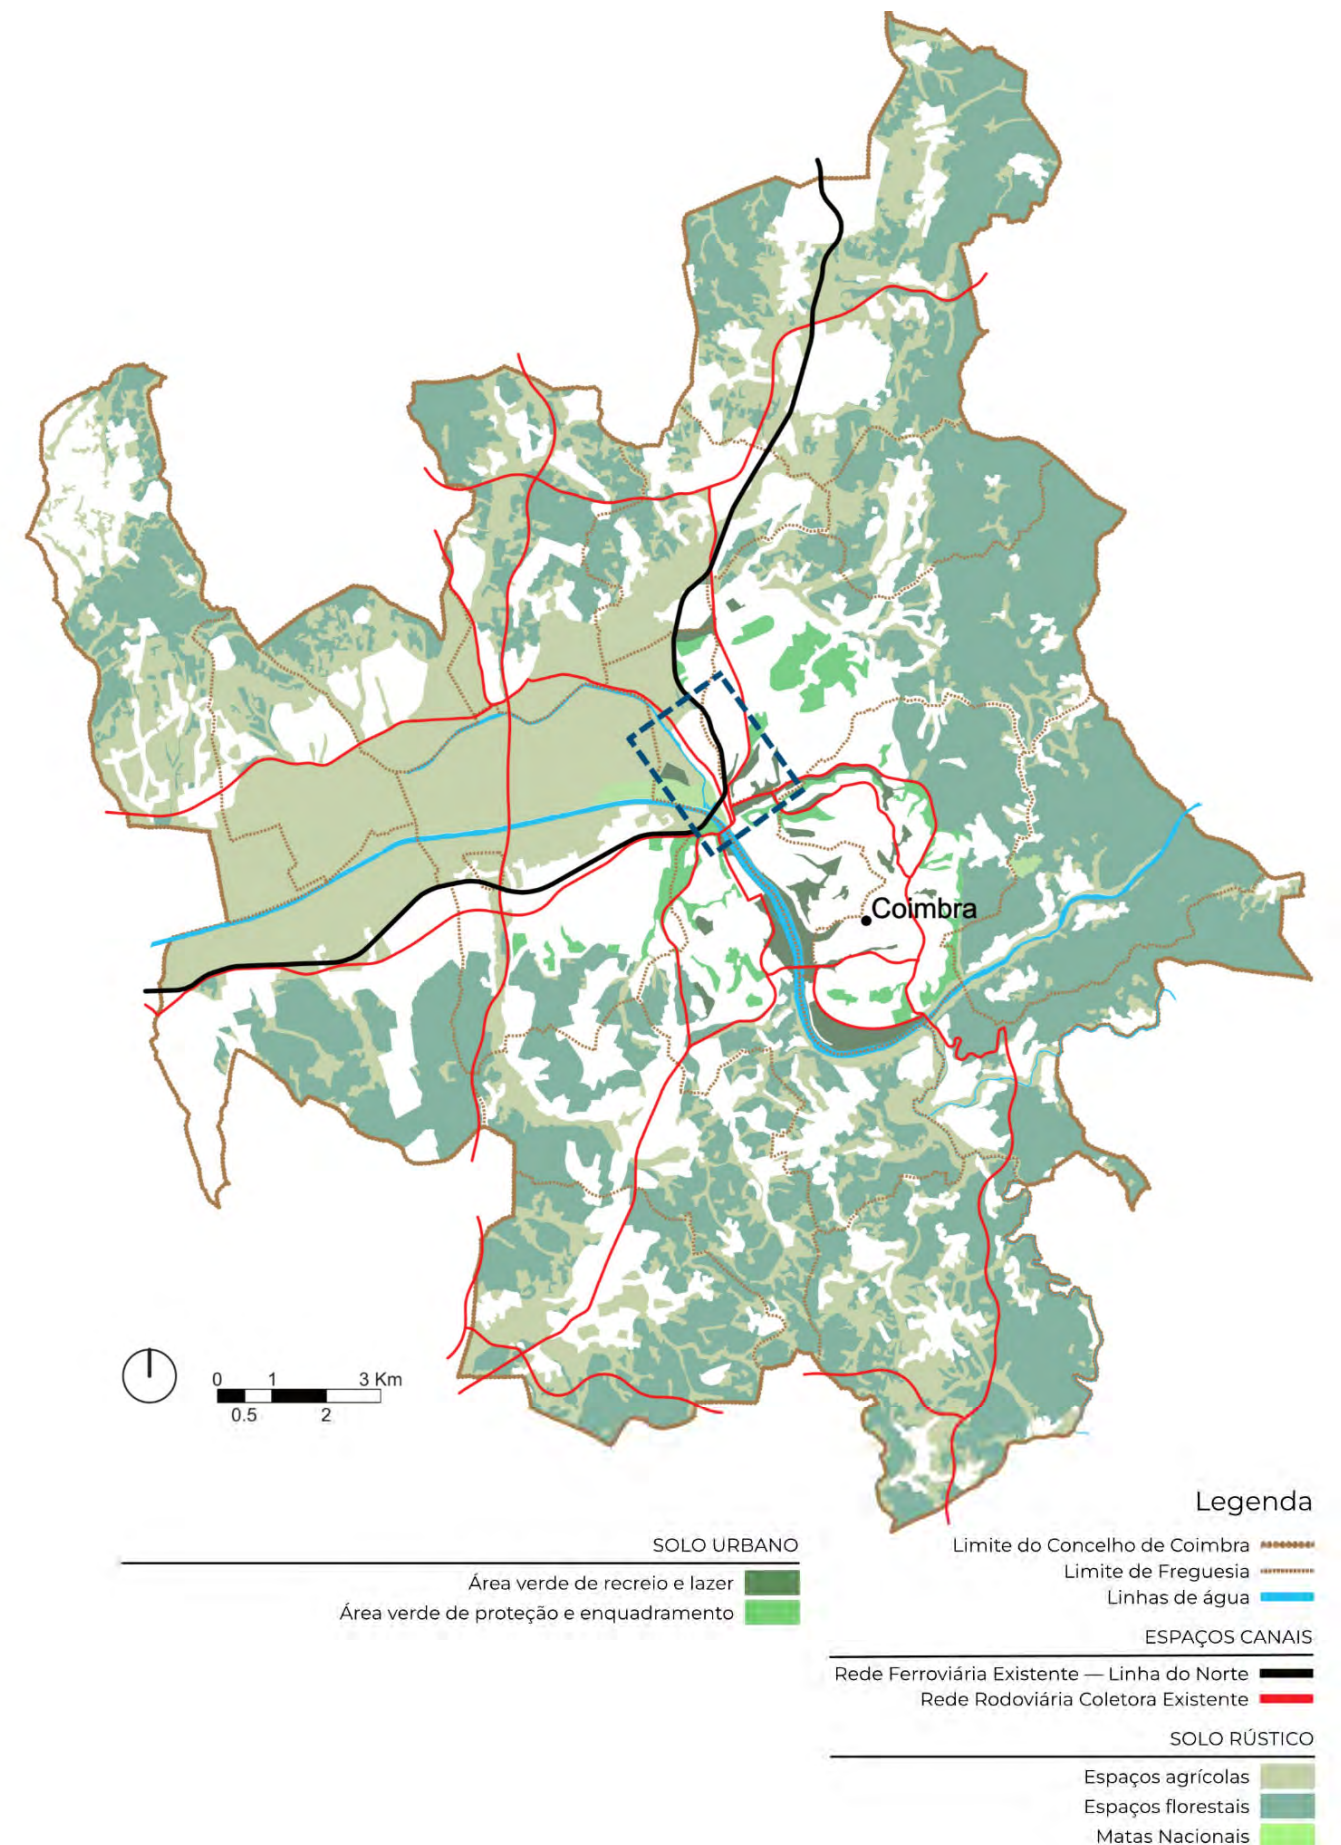 Coimbra
0 1 3 Km
0.5 2
Legenda
Limite do Concelho de Coimbra
Limite de Freguesia
Linhas de água
ESPAÇOS CANAIS
Rede Ferroviária Existente — Linha do Norte
Rede Rodoviária Coletora Existente
SOLO RÚSTICO
Espaços agrícolas
Espaços florestais
Matas Nacionais
SOLO URBANO
Área verde de recreio e lazer
Área verde de proteção e enquadramento